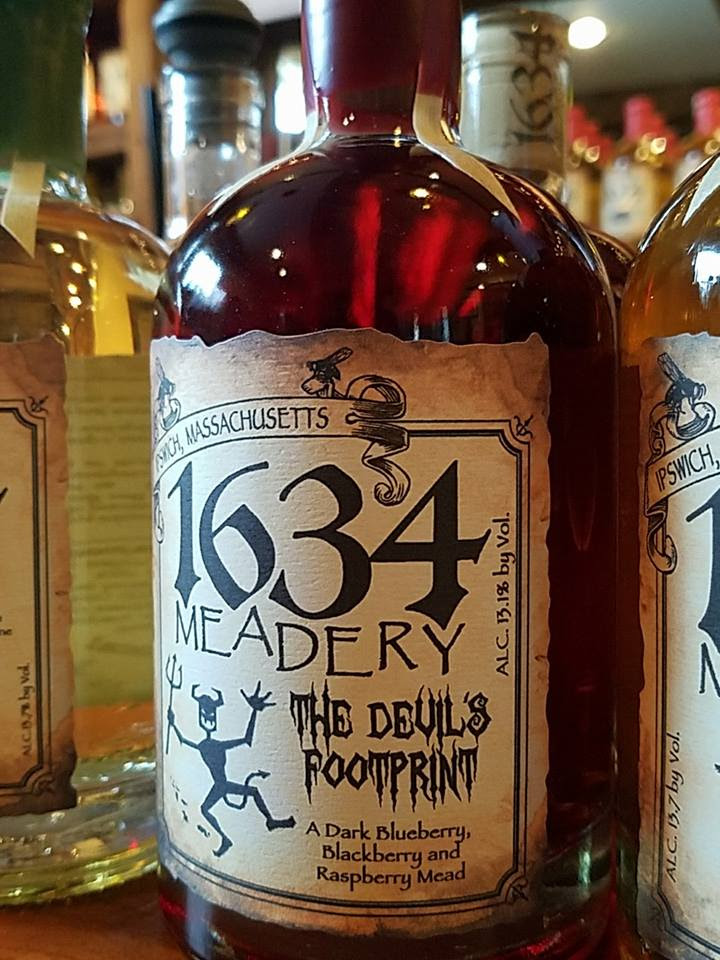 1634
IPSWICH, MASSACHUSETTS
1634
MEADERY
ALC. 13.1% by Vol.
THE DEVIL'S
FOOTPRINT
A Dark Blueberry,
Blackberry and
Raspberry Mead
IPSWICH,
ALC. 13.7 by Vol.